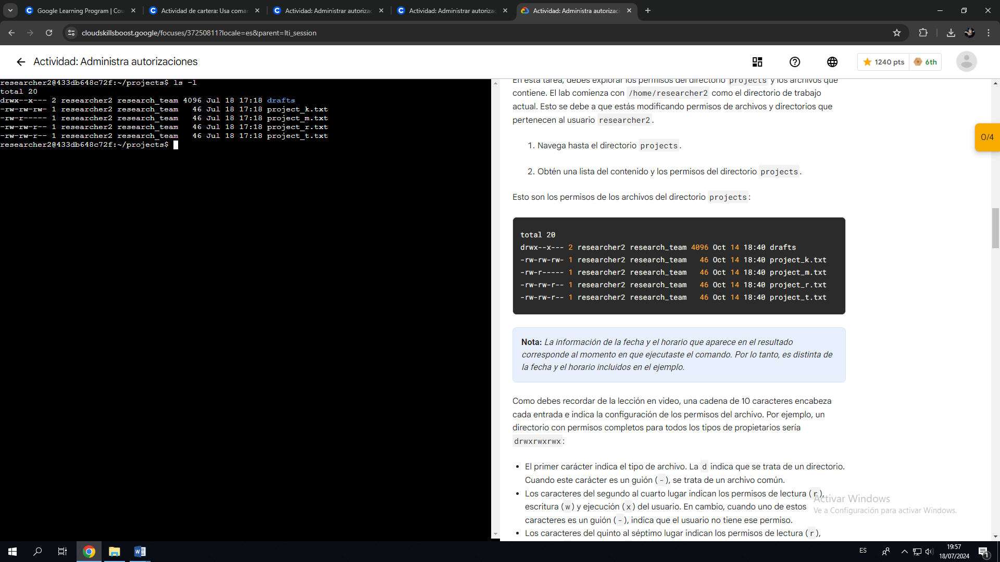 Google Learning Program | Cou
Actividad de cartera: Usa coma
Actividad: Administrar autorizac
Actividad: Administrar autorizac
Actividad: Administra autorizaci
cloudskillsboost.google/focuses/37250811?locale=es&parent=lti_session
Actividad: Administra autorizaciones
1240 pts
6th
researcher2@433db648c72f:~/projects$ ls -l
total 20
drwx--x--- 2 researcher2 research_team 4096 Jul 18 17:18 drafts
-rw-rw-rw- 1 researcher2 research_team   46 Jul 18 17:18 project_k.txt
-rw-r----- 1 researcher2 research_team   46 Jul 18 17:18 project_m.txt
-rw-rw-r-- 1 researcher2 research_team   46 Jul 18 17:18 project_r.txt
-rw-rw-r-- 1 researcher2 research_team   46 Jul 18 17:18 project_t.txt
researcher2@433db648c72f:~/projects$
En esta tarea, debes explorar los permisos del directorio projects y los archivos que
contiene. El lab comienza con /home/researcher2 como el directorio de trabajo
actual. Esto se debe a que estás modificando permisos de archivos y directorios que
pertenecen al usuario researcher2.
0/4
1. Navega hasta el directorio projects.
2. Obtén una lista del contenido y los permisos del directorio projects.
Esto son los permisos de los archivos del directorio projects:
total 20
drwx--x--- 2 researcher2 research_team 4096 Oct 14 18:40 drafts
-rw-rw-rw- 1 researcher2 research_team   46 Oct 14 18:40 project_k.txt
-rw-r----- 1 researcher2 research_team   46 Oct 14 18:40 project_m.txt
-rw-rw-r-- 1 researcher2 research_team   46 Oct 14 18:40 project_r.txt
-rw-rw-r-- 1 researcher2 research_team   46 Oct 14 18:40 project_t.txt
Nota: La información de la fecha y el horario que aparece en el resultado
corresponde al momento en que ejecutaste el comando. Por lo tanto, es distinta de
la fecha y el horario incluidos en el ejemplo.
Como debes recordar de la lección en video, una cadena de 10 caracteres encabeza
cada entrada e indica la configuración de los permisos del archivo. Por ejemplo, un
directorio con permisos completos para todos los tipos de propietarios sería
drwxrwxrwx:
• El primer carácter indica el tipo de archivo. La d indica que se trata de un directorio.
Cuando este carácter es un guión (-), se trata de un archivo común.
• Los caracteres del segundo al cuarto lugar indican los permisos de lectura (r),
escritura (w) y ejecución (x) del usuario. En cambio, cuando uno de estos
caracteres es un guión (-), indica que el usuario no tiene ese permiso.
• Los caracteres del quinto al séptimo lugar indican los permisos de lectura (r),
Activar Windows
Ve a Configuración para activar Windows.
ES
19:57
18/07/2024
1